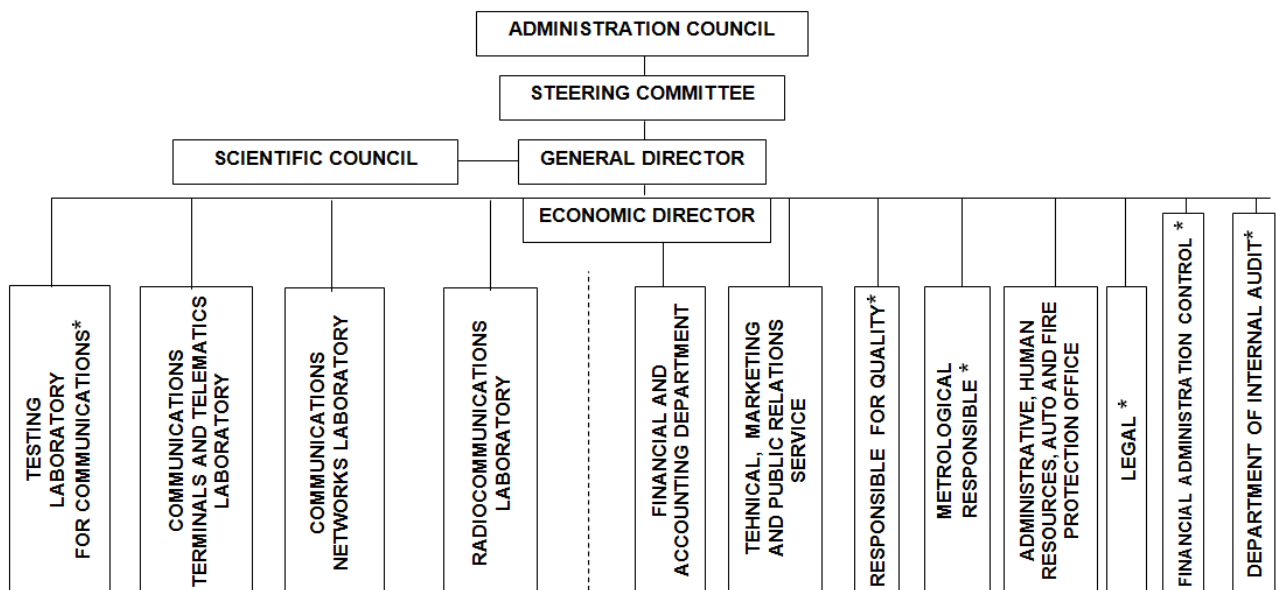 ADMINISTRATION COUNCIL
STEERING COMMITTEE
SCIENTIFIC COUNCIL
GENERAL DIRECTOR
ECONOMIC DIRECTOR
TESTING
LABORATORY
FOR COMMUNICATIONS*
COMMUNICATIONS
TERMINALS AND TELEMATICS
LABORATORY
COMMUNICATIONS
NETWORKS LABORATORY
RADIOCOMMUNICATIONS
LABORATORY
FINANCIAL AND
ACCOUNTING DEPARTMENT
TEHNICAL, MARKETING
AND PUBLIC RELATIONS
SERVICE
RESPONSIBLE FOR QUALITY*
METROLOGICAL
RESPONSIBLE *
ADMINISTRATIVE, HUMAN
RESOURCES, AUTO AND FIRE
PROTECTION OFFICE
LEGAL *
FINANCIAL ADMINISTRATION CONTROL *
DEPARTMENT OF INTERNAL AUDIT*